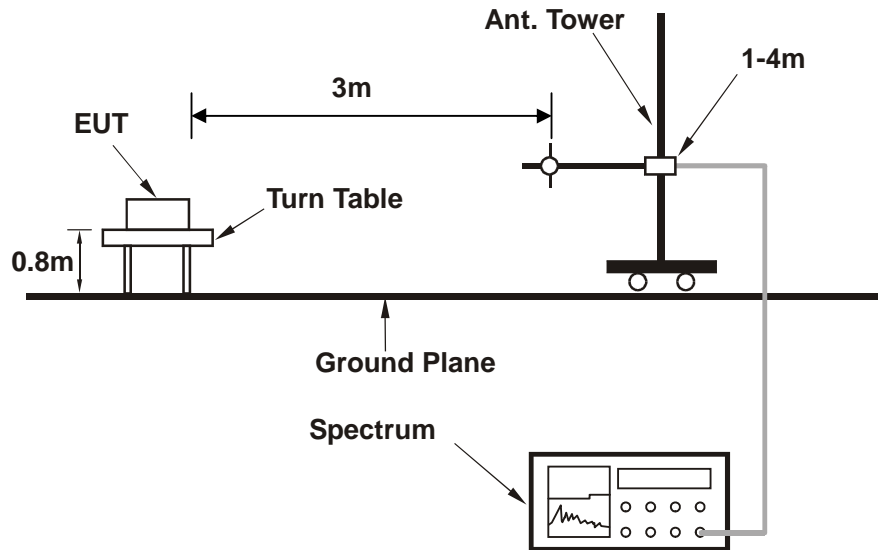 Ant. Tower
1-4m
3m
EUT
Turn Table
0.8m
Ground Plane
Spectrum